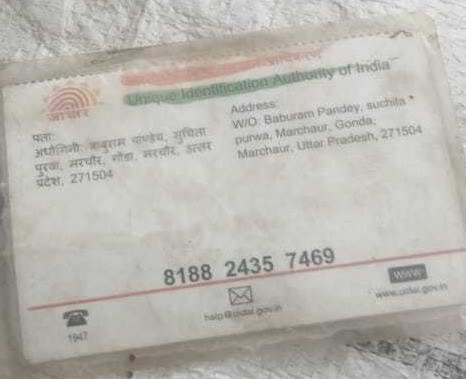 प्राधिकरण
Unique Identification Authority of India
आधार
पता:
अर्धांगिनी: बाबुराम पाण्डेय, सुचिता
पुरवा, मरचौर, गोंडा, मरचौर, उत्तर
प्रदेश, 271504
Address:
W/O: Baburam Pandey, suchita
purwa, Marchaur, Gonda,
Marchaur, Uttar Pradesh, 271504
8188 2435 7469
1947
help@uidai.gov.in
www
www.uidai.gov.in